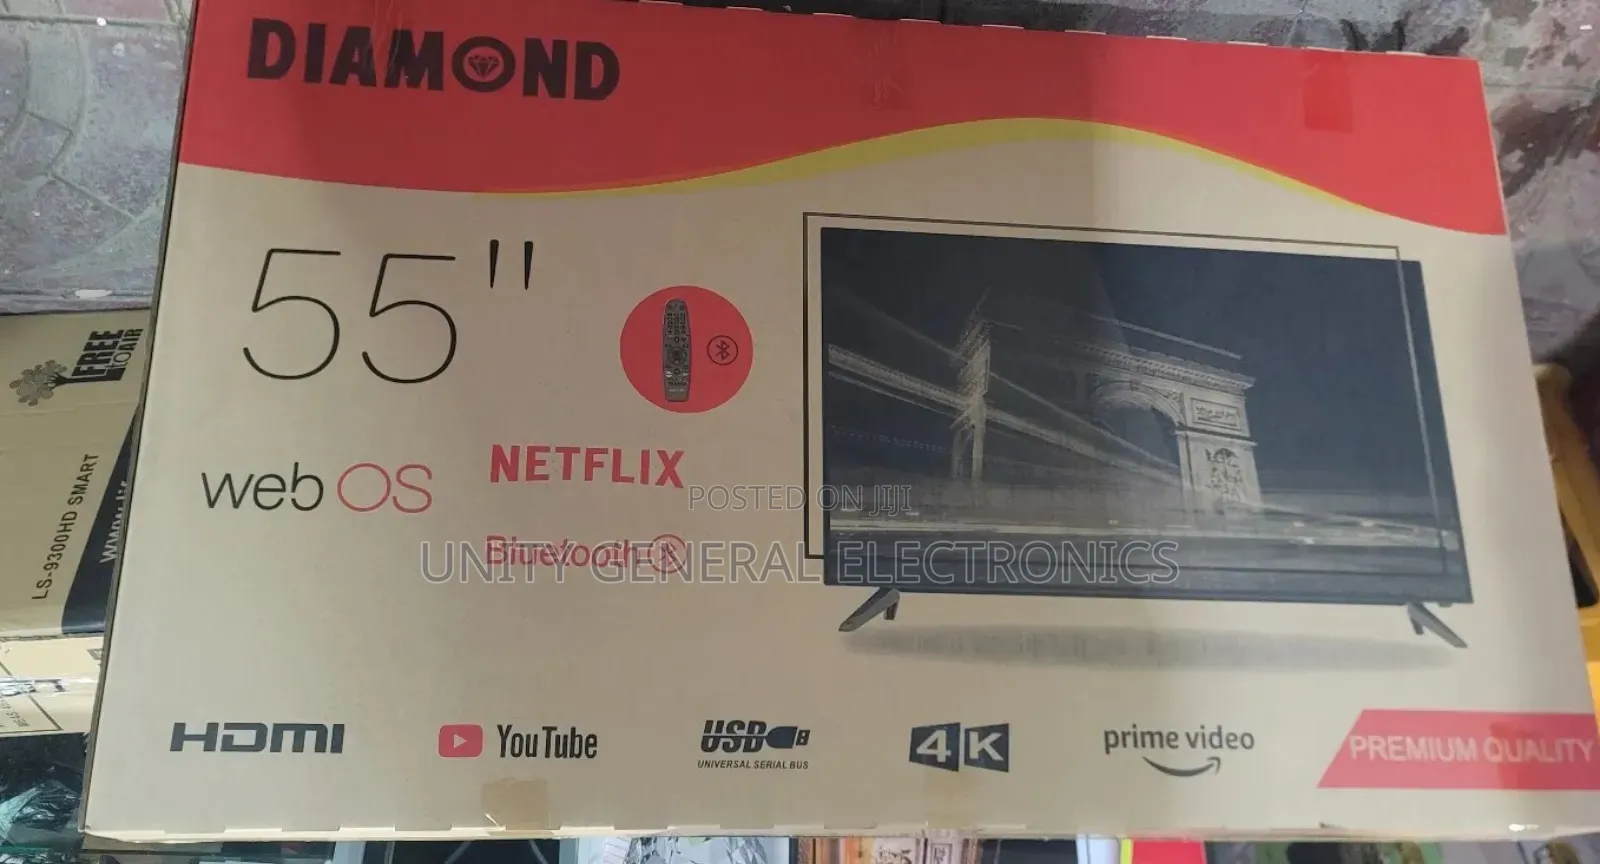 DIAMOND
55"
web OS
NETFLIX
Bluetooth
POSTED ON JIJI
UNITY GENERAL ELECTRONICS
HDMI
YouTube
USB
UNIVERSAL SERIAL BUS
4K
prime video
PREMIUM QUALITY
FREE
TO AIR
LS-9300HD SMART